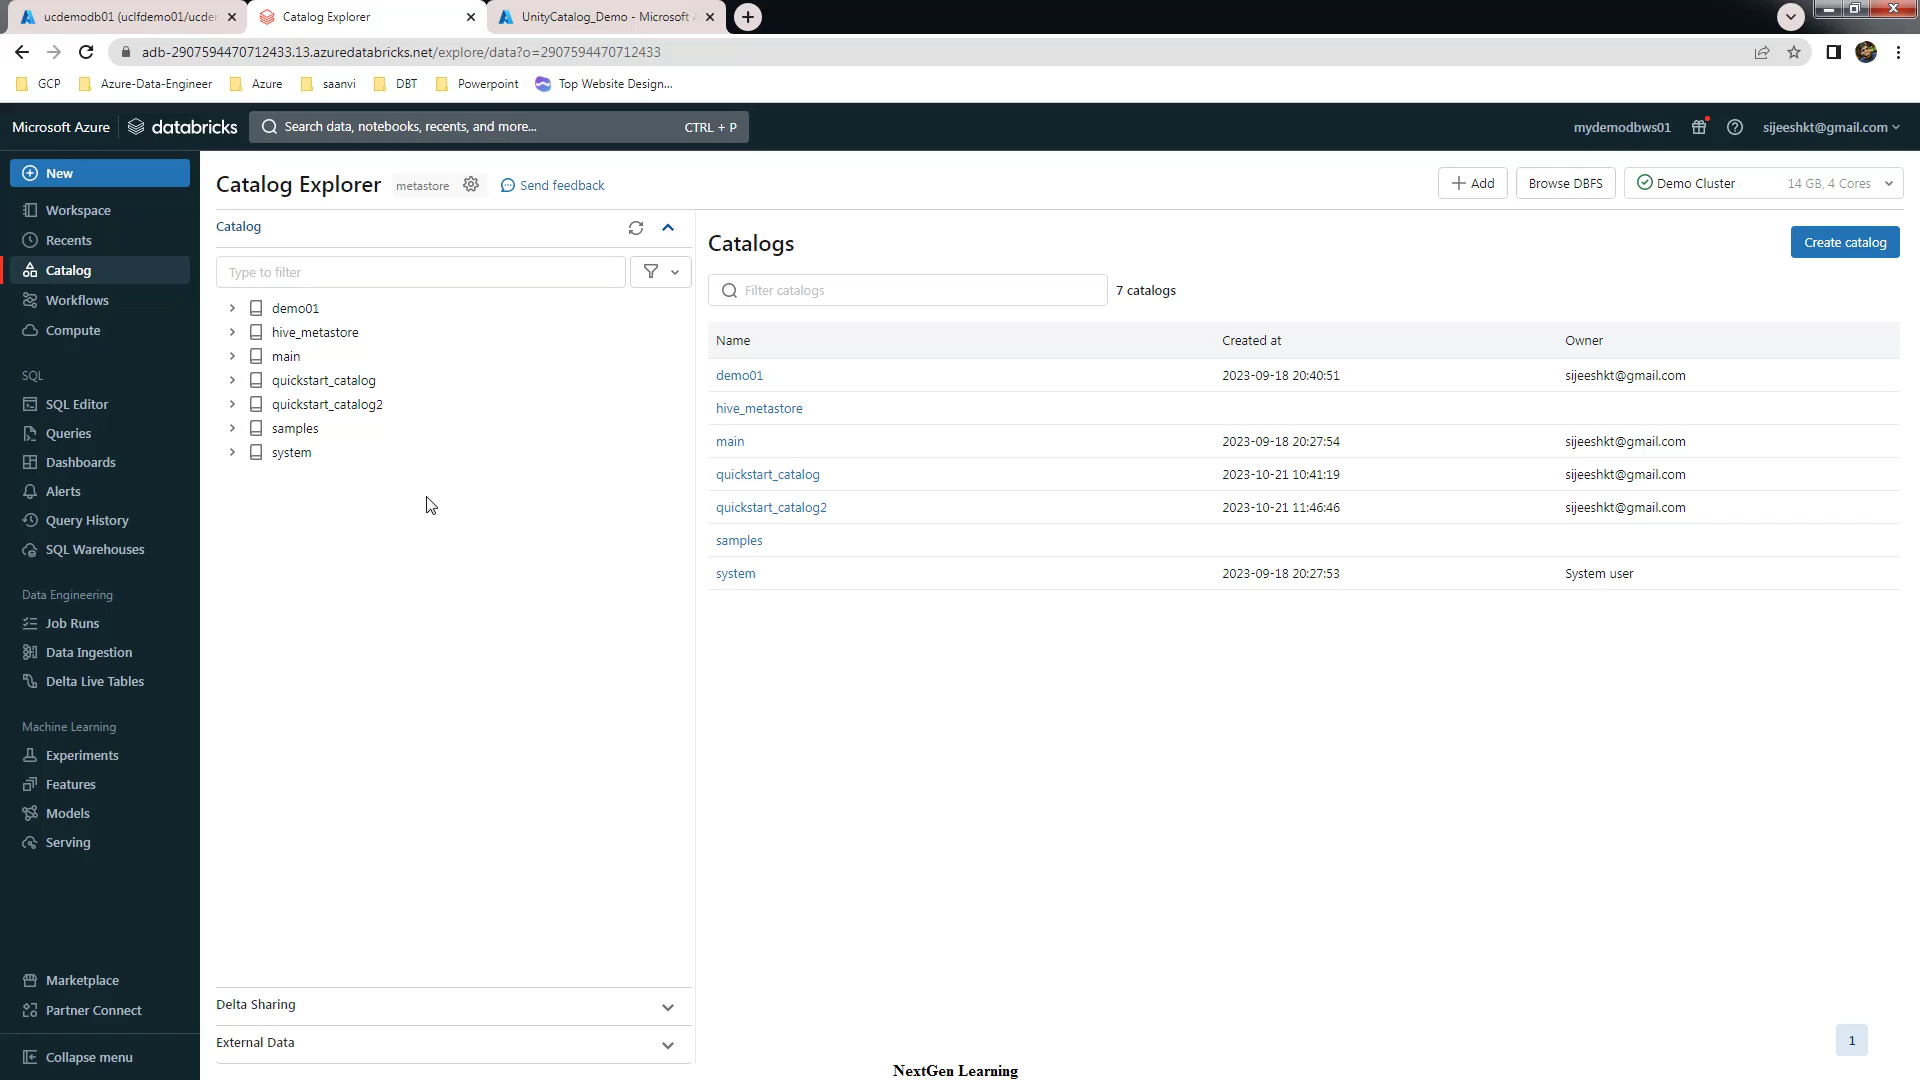 ucdemodb01 (uclfdemo01/ucder
Catalog Explorer
UnityCatalog_Demo - Microsoft A
adb-2907594470712433.13.azuredatabricks.net/explore/data?o=2907594470712433
GCP Azure-Data-Engineer Azure saanvi DBT Powerpoint Top Website Design...
Microsoft Azure databricks Search data, notebooks, recents, and more... CTRL + P mydemodbws01 sijeeshkt@gmail.com
New
Workspace
Recents
Catalog
Workflows
Compute
SQL
SQL Editor
Queries
Dashboards
Alerts
Query History
SQL Warehouses
Data Engineering
Job Runs
Data Ingestion
Delta Live Tables
Machine Learning
Experiments
Features
Models
Serving
Marketplace
Partner Connect
Collapse menu
Catalog Explorer metastore Send feedback Add Browse DBFS Demo Cluster 14 GB, 4 Cores
Catalog
Type to filter
demo01
hive_metastore
main
quickstart_catalog
quickstart_catalog2
samples
system
Delta Sharing
External Data
Catalogs Create catalog
Filter catalogs 7 catalogs
Name Created at Owner
demo01 2023-09-18 20:40:51 sijeeshkt@gmail.com
hive_metastore
main 2023-09-18 20:27:54 sijeeshkt@gmail.com
quickstart_catalog 2023-10-21 10:41:19 sijeeshkt@gmail.com
quickstart_catalog2 2023-10-21 11:46:46 sijeeshkt@gmail.com
samples
system 2023-09-18 20:27:53 System user
1
NextGen Learning